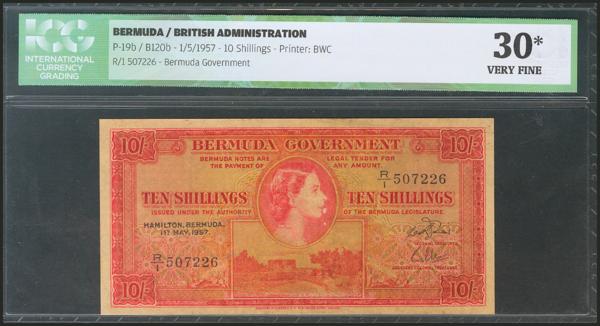 ICG
INTERNATIONAL
CURRENCY
GRADING
BERMUDA / BRITISH ADMINISTRATION
P-19b / B120b - 1/5/1957 - 10 Shillings - Printer: BWC
R/1 507226 - Bermuda Government
30*
VERY FINE
10/- BERMUDA GOVERNMENT 10/-
BERMUDA NOTES ARE LEGAL TENDER FOR
THE PAYMENT OF ANY AMOUNT.
R/1 507226
TEN SHILLINGS TEN SHILLINGS
ISSUED UNDER THE AUTHORITY OF THE BERMUDA LEGISLATURE.
HAMILTON, BERMUDA.
1ST MAY, 1957.
R/1 507226
10/- 10/-